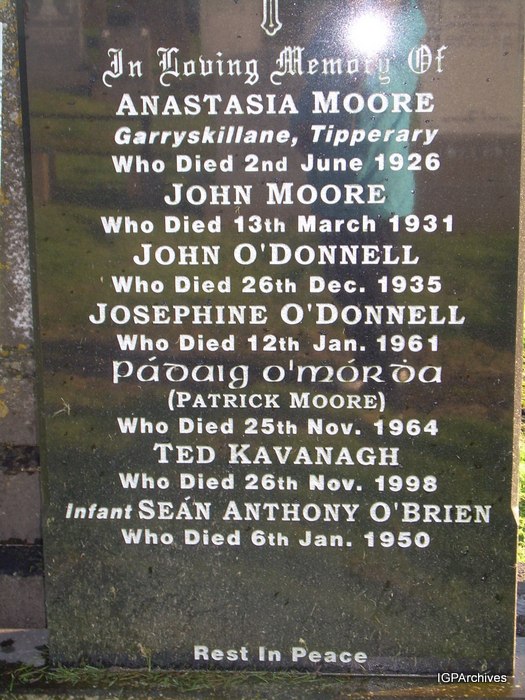 In Loving Memory Of
ANASTASIA MOORE
Garryskillane, Tipperary
Who Died 2nd June 1926
JOHN MOORE
Who Died 13th March 1931
JOHN O'DONNELL
Who Died 26th Dec. 1935
JOSEPHINE O'DONNELL
Who Died 12th Jan. 1961
Pádaig o'mórḋa
(PATRICK MOORE)
Who Died 25th Nov. 1964
TED KAVANAGH
Who Died 26th Nov. 1998
Infant SEÁN ANTHONY O'BRIEN
Who Died 6th Jan. 1950
Rest In Peace
IGPArchives